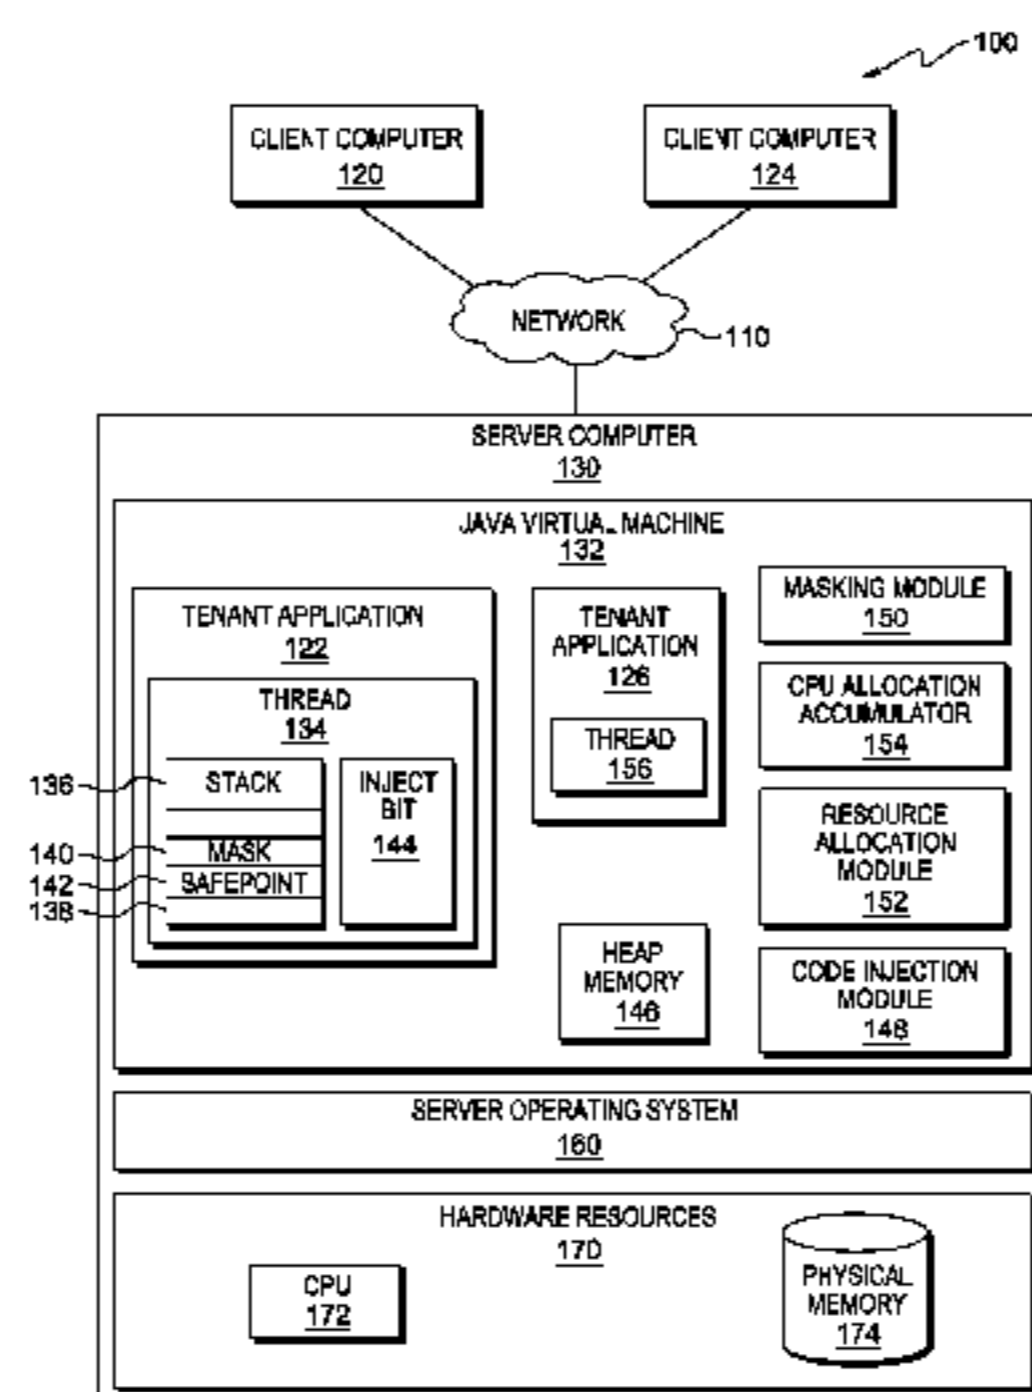 100
CLIENT COMPUTER
120
CLIENT COMPUTER
124
NETWORK
110
SERVER COMPUTER
130
JAVA VIRTUAL MACHINE
132
TENANT APPLICATION
122
THREAD
134
136
STACK
140
MASK
142
SAFEPOINT
138
INJECT
BIT
144
TENANT
APPLICATION
126
THREAD
156
HEAP
MEMORY
146
MASKING MODULE
150
CPU ALLOCATION
ACCUMULATOR
154
RESOURCE
ALLOCATION
MODULE
152
CODE INJECTION
MODULE
148
SERVER OPERATING SYSTEM
160
HARDWARE RESOURCES
170
CPU
172
PHYSICAL
MEMORY
174